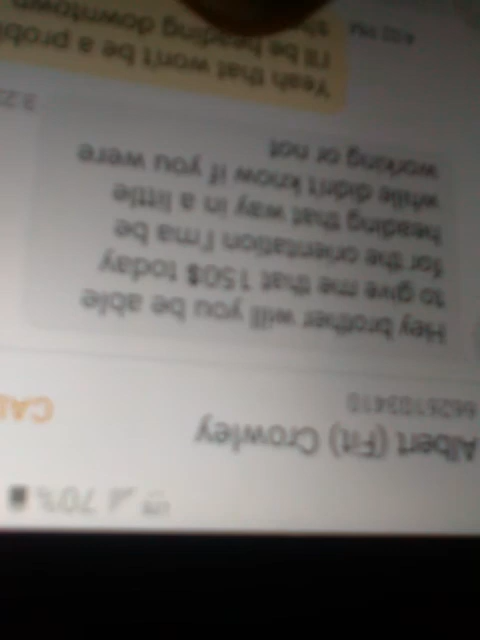 70%
Albert (Fit) Crowley
6626103410
Hey brother will you be able
to give me that 150$ today
for the orientation I'ma be
heading that way in a little
while didn't know if you were
working or not
Yeah that won't be a
I'll be heading downtown